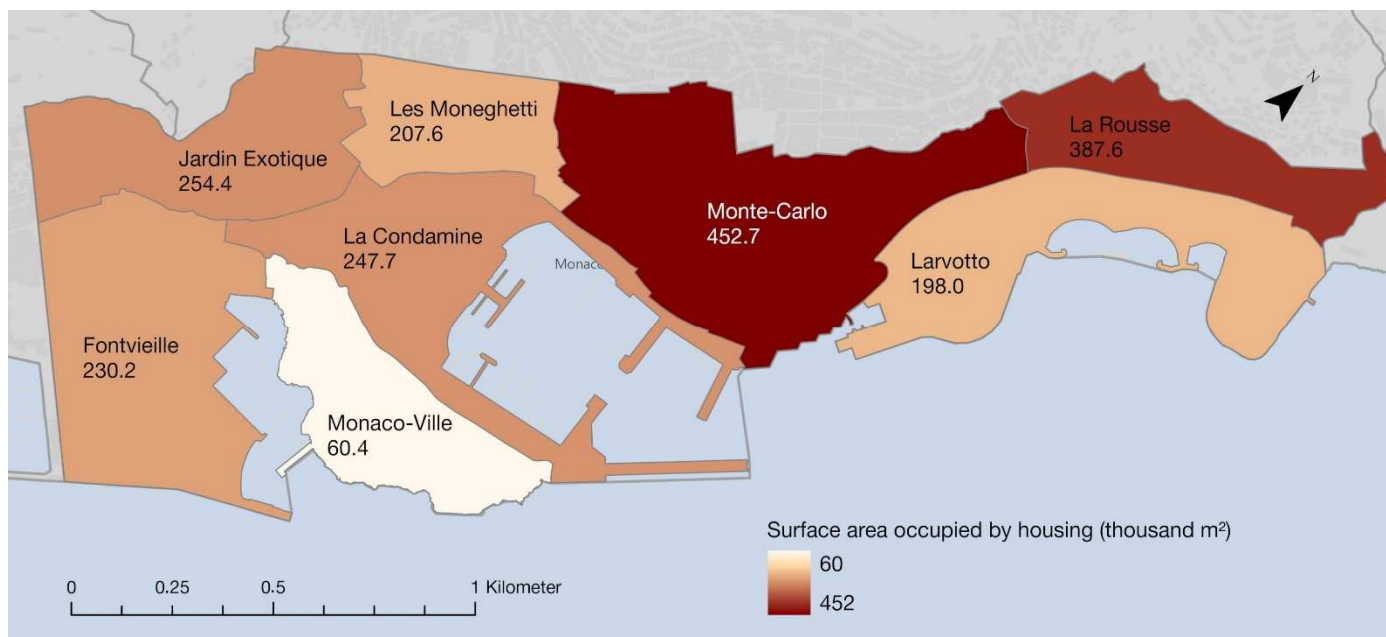 N
Les Moneghetti
207.6
La Rousse
387.6
Jardin Exotique
254.4
Monte-Carlo
452.7
La Condamine
247.7
Monaco
Larvotto
198.0
Fontvieille
230.2
Monaco-Ville
60.4
Surface area occupied by housing (thousand m²)
60
452
0 0.25 0.5 1 Kilometer